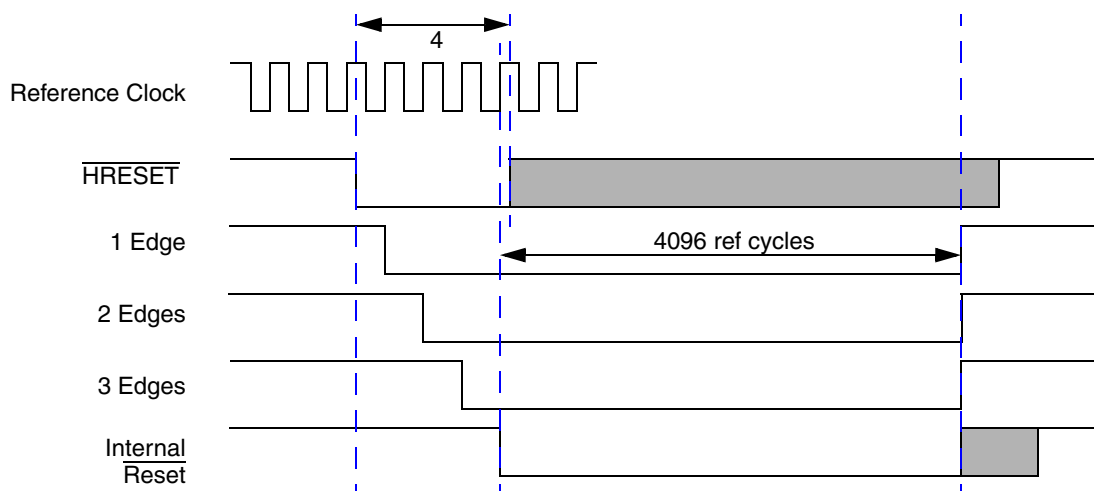 4
Reference Clock
HRESET
1 Edge
4096 ref cycles
2 Edges
3 Edges
Internal
Reset